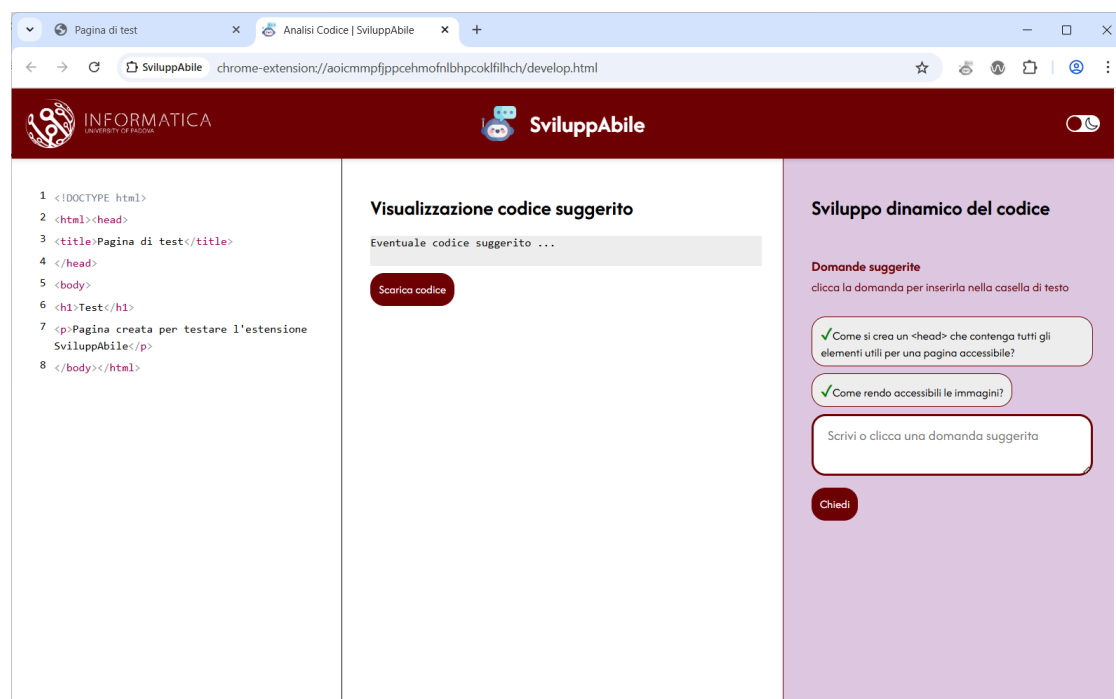 Pagina di test
Analisi Codice | SviluppAbile
SviluppAbile
chrome-extension://aoicmmpfjppcehmofnlbhpcoklfilhch/develop.html
INFORMATICA
UNIVERSITY OF PADOVA
SviluppAbile
1 <!DOCTYPE html>
2 <html><head>
3 <title>Pagina di test</title>
4 </head>
5 <body>
6 <h1>Test</h1>
7 <p>Pagina creata per testare l'estensione
SviluppAbile</p>
8 </body></html>
Visualizzazione codice suggerito
Eventuale codice suggerito ...
Scarica codice
Sviluppo dinamico del codice
Domande suggerite
clicca la domanda per inserirla nella casella di testo
✓Come si crea un <head> che contenga tutti gli
elementi utili per una pagina accessibile?
✓Come rendo accessibili le immagini?
Scrivi o clicca una domanda suggerita
Chiedi